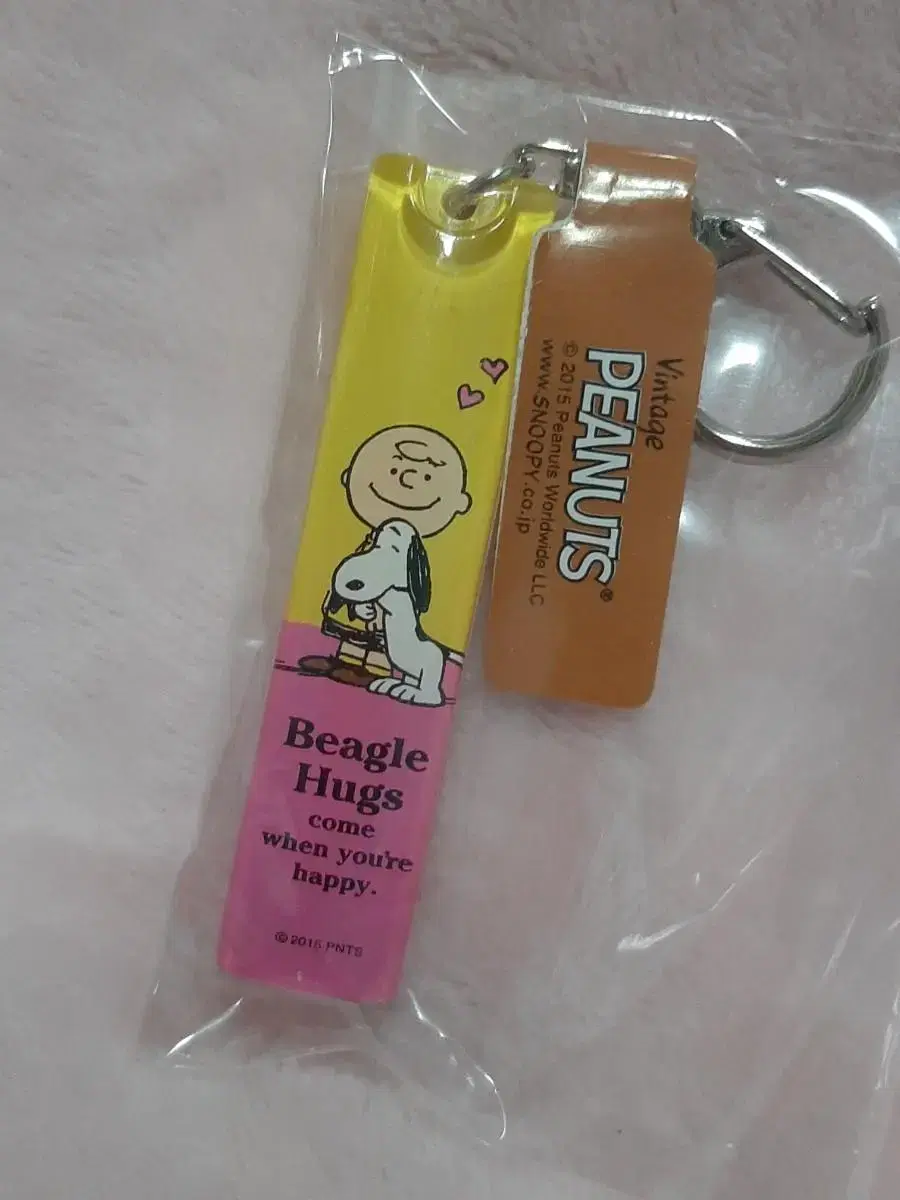 Vintage
PEANUTS®
© 2015 Peanuts Worldwide LLC
www.SNOOPY.co.jp
Beagle
Hugs
come
when you're
happy.
© 2015 PNTS